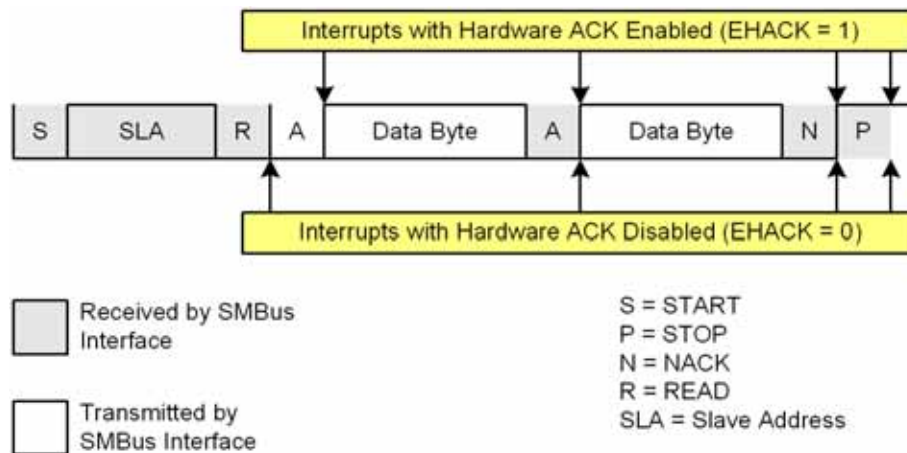 Interrupts with Hardware ACK Enabled (EHACK = 1)
S SLA R A Data Byte A Data Byte N P
Interrupts with Hardware ACK Disabled (EHACK = 0)
Received by SMBus
Interface
Transmitted by
SMBus Interface
S = START
P = STOP
N = NACK
R = READ
SLA = Slave Address